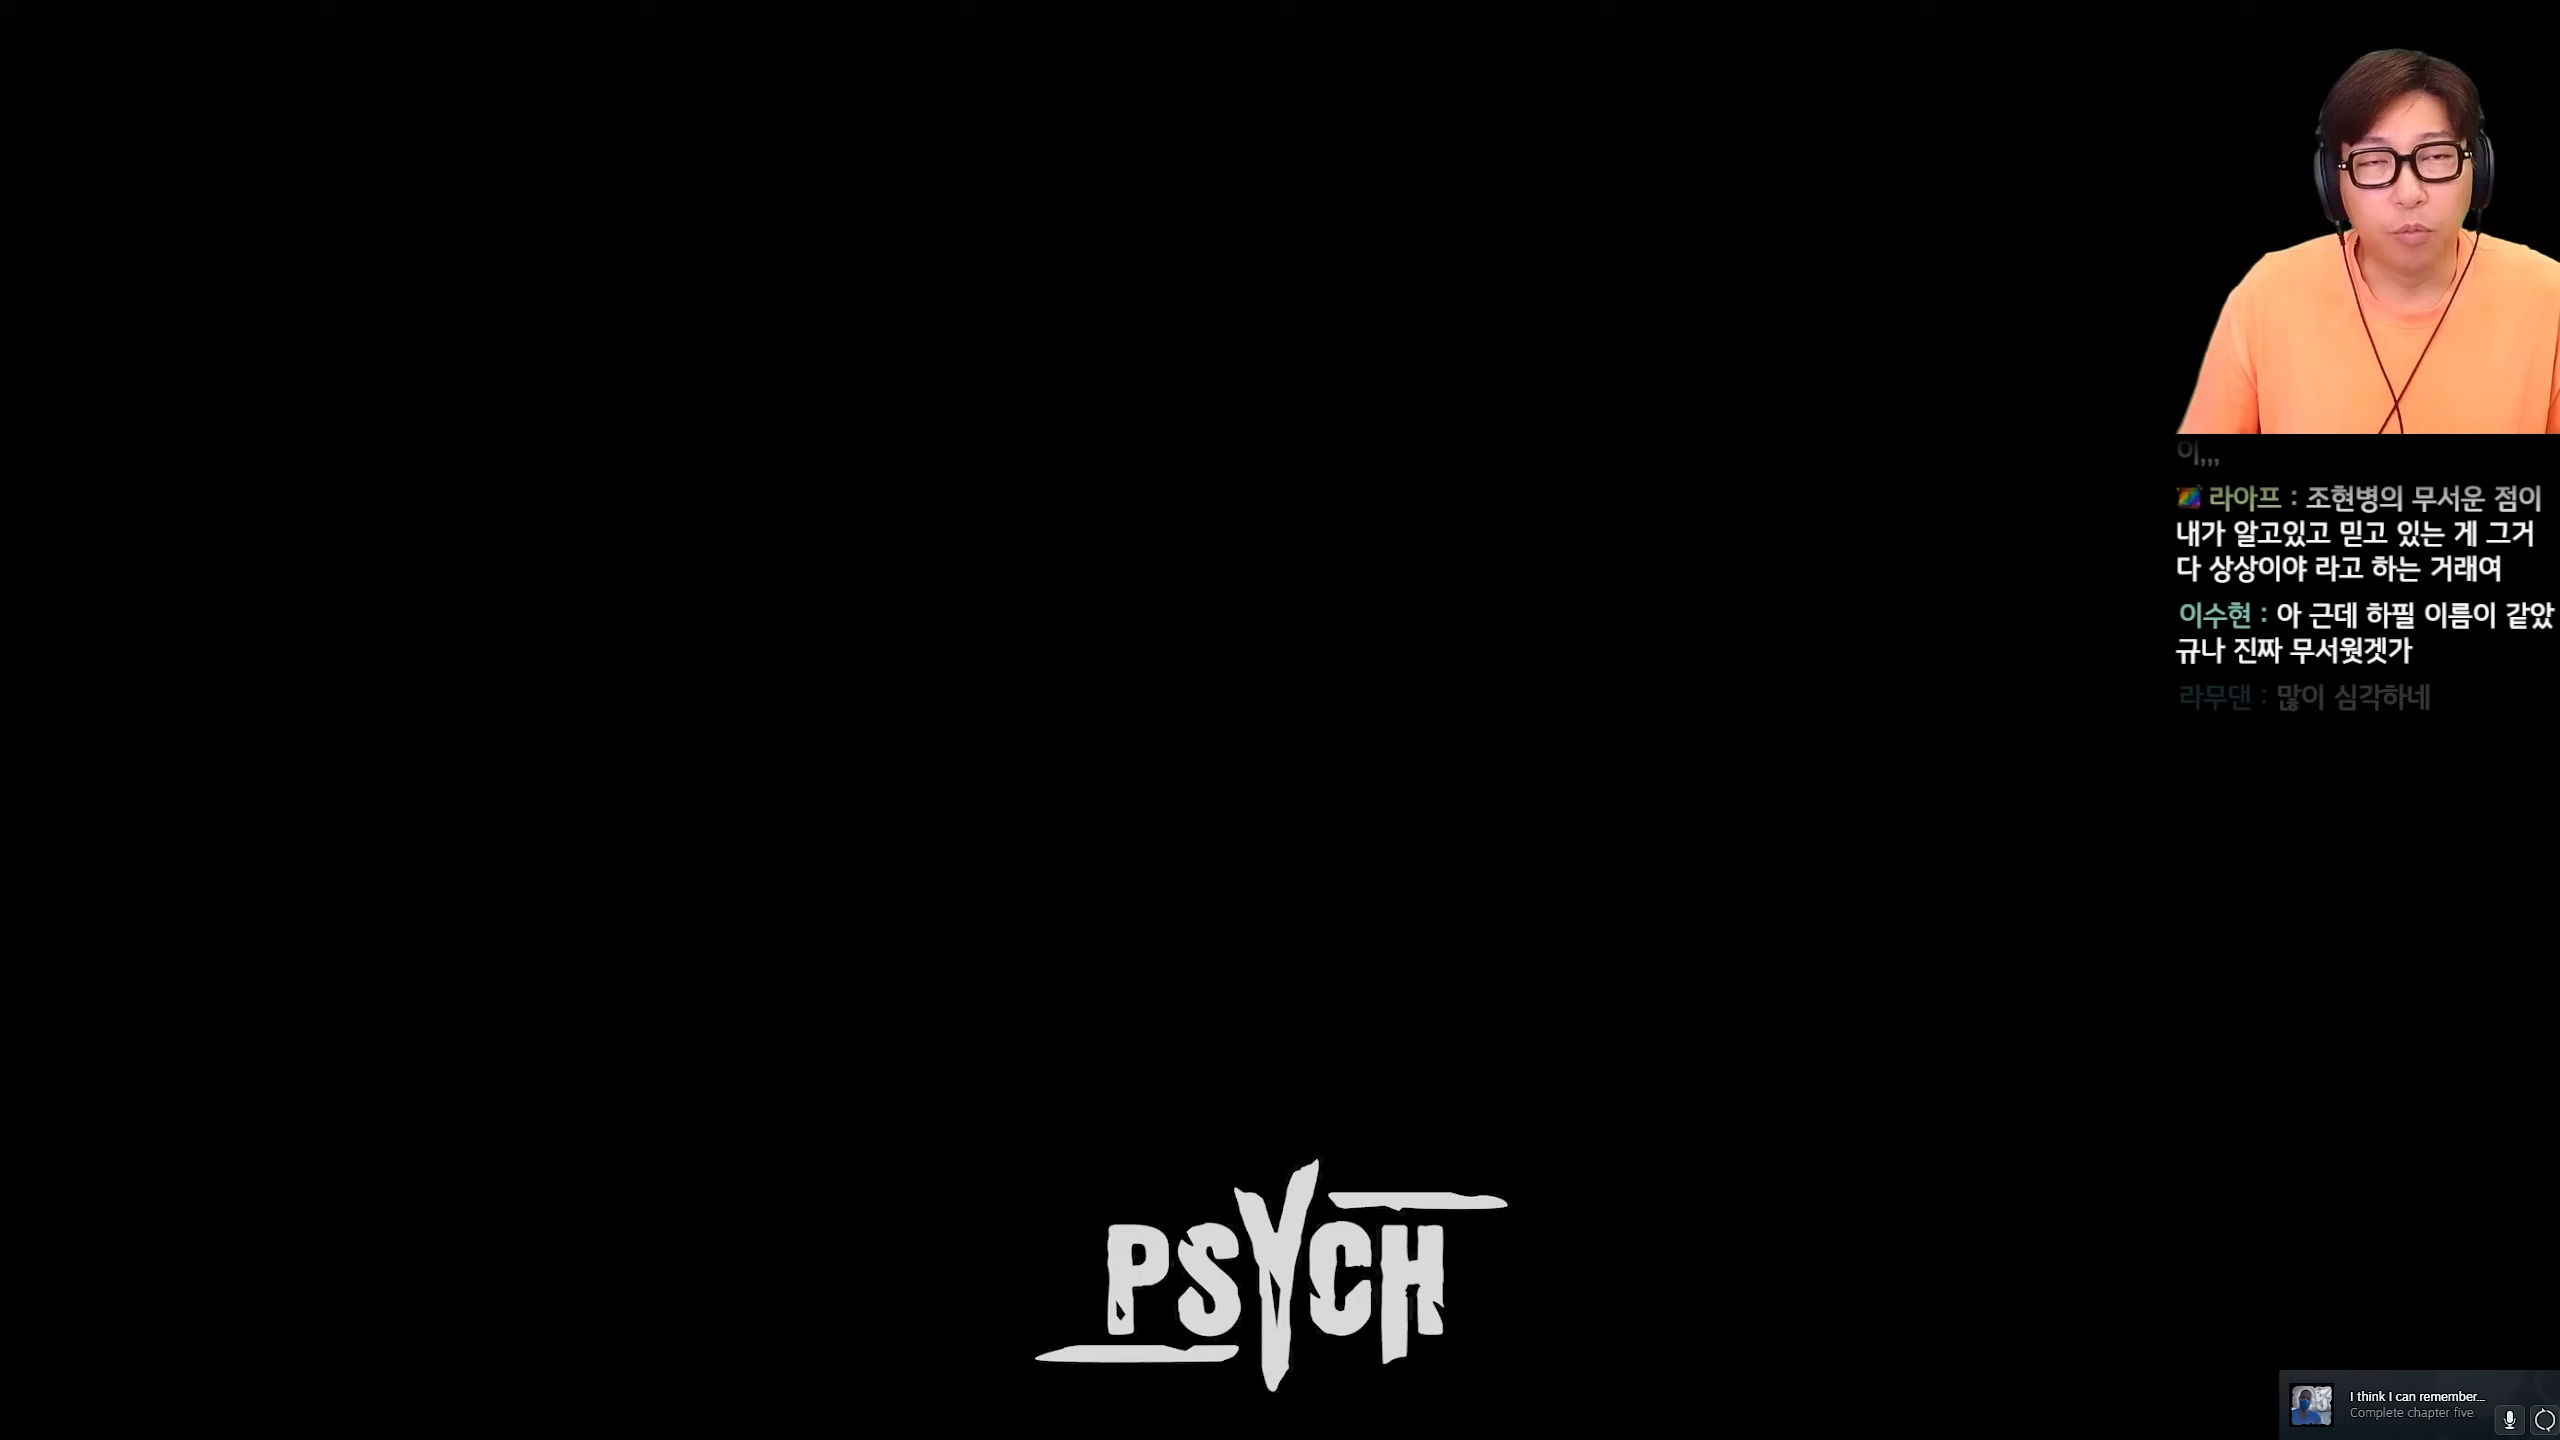 이,,,
라아프 : 조현병의 무서운 점이
내가 알고있고 믿고 있는 게 그거
다 상상이야 라고 하는 거래여
이수현 : 아 근데 하필 이름이 같았
규나 진짜 무서웟겟가
라무댄 : 많이 심각하네
PSYCH
I think I can remember...
Complete chapter five